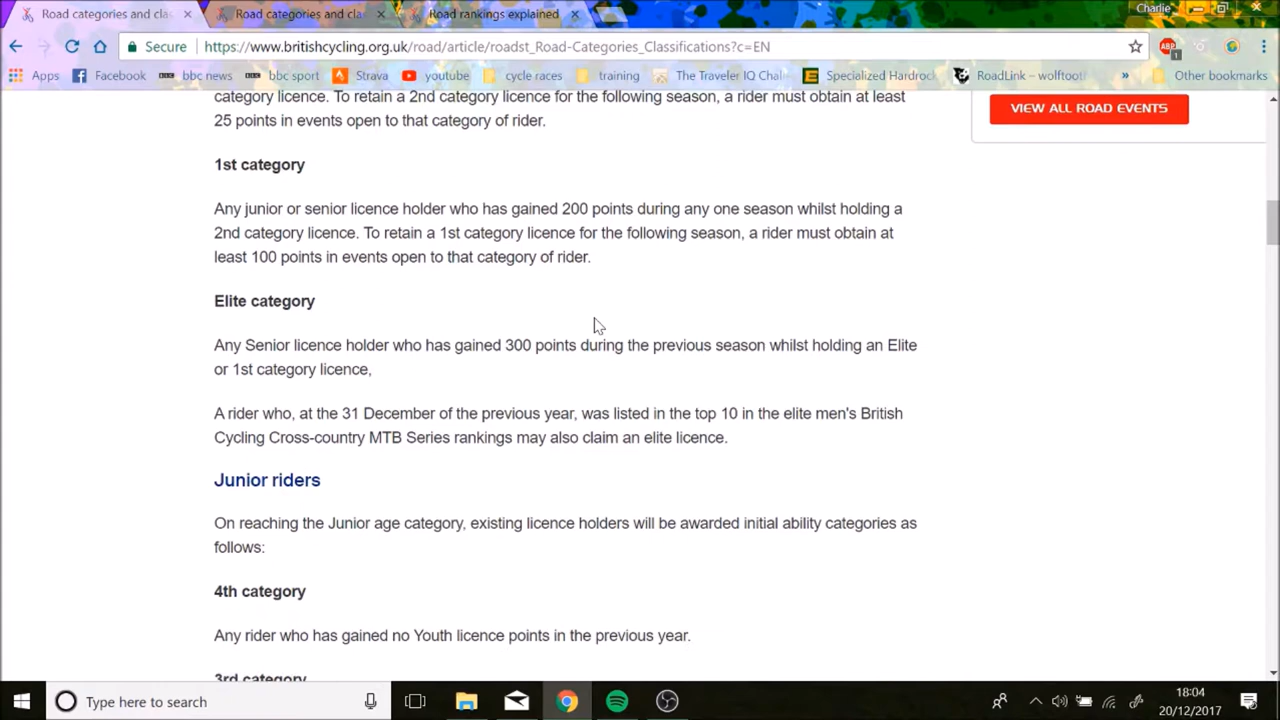 Charlie
Road categories and clas
Road categories and clas
Road rankings explained
Secure
https://www.britishcycling.org.uk/road/article/roadst_Road-Categories_Classifications?c=EN
ABP
1
Apps
Facebook
bbc news
bbc sport
Strava
youtube
cycle races
training
The Traveler IQ Chal
Specialized Hardroc
RoadLink – wolftoot
»
Other bookmarks
category licence. To retain a 2nd category licence for the following season, a rider must obtain at least
25 points in events open to that category of rider.
VIEW ALL ROAD EVENTS
1st category
Any junior or senior licence holder who has gained 200 points during any one season whilst holding a
2nd category licence. To retain a 1st category licence for the following season, a rider must obtain at
least 100 points in events open to that category of rider.
Elite category
Any Senior licence holder who has gained 300 points during the previous season whilst holding an Elite
or 1st category licence,
A rider who, at the 31 December of the previous year, was listed in the top 10 in the elite men's British
Cycling Cross-country MTB Series rankings may also claim an elite licence.
Junior riders
On reaching the Junior age category, existing licence holders will be awarded initial ability categories as
follows:
4th category
Any rider who has gained no Youth licence points in the previous year.
3rd category
Type here to search
18:04
20/12/2017